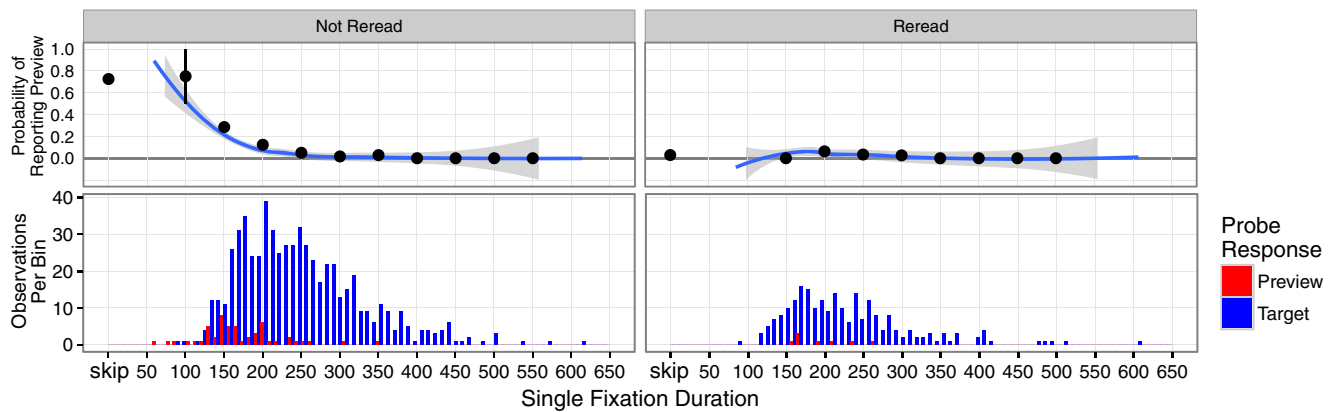 Not Reread
Reread
Probability of
Reporting Preview
1.0
0.8
0.6
0.4
0.2
0.0
Observations
Per Bin
40
30
20
10
0
skip 50 100 150 200 250 300 350 400 450 500 550 600 650
skip 50 100 150 200 250 300 350 400 450 500 550 600 650
Single Fixation Duration
Probe
Response
Preview
Target